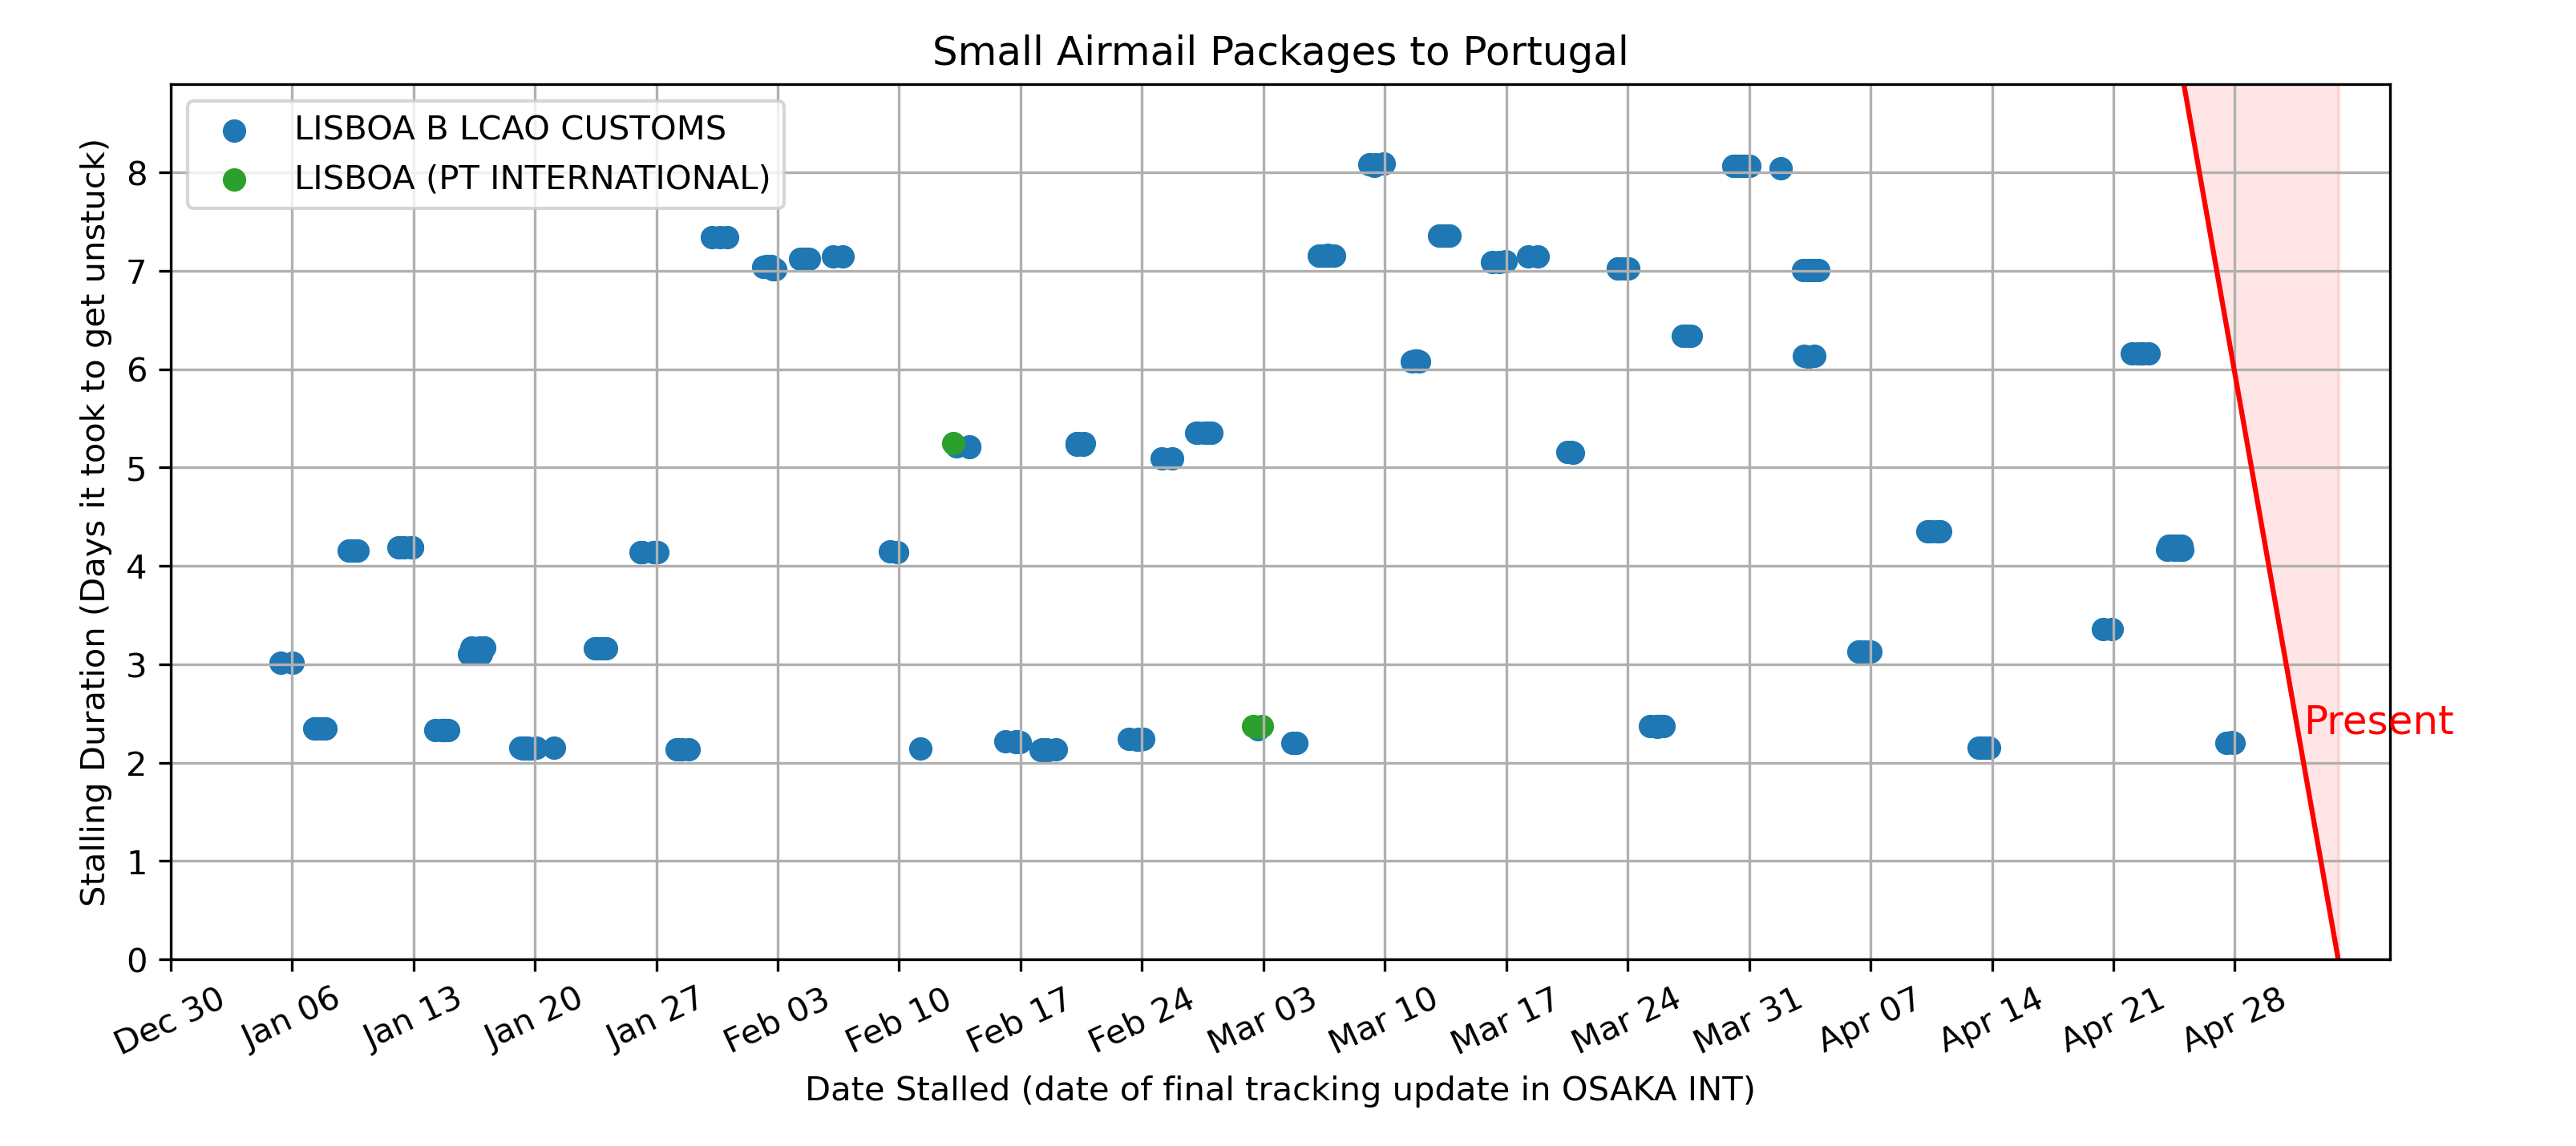 Small Airmail Packages to Portugal
LISBOA B LCAO CUSTOMS
LISBOA (PT INTERNATIONAL)
Stalling Duration (Days it took to get unstuck)
8
7
6
5
4
3
2
1
0
Present
Dec 30
Jan 06
Jan 13
Jan 20
Jan 27
Feb 03
Feb 10
Feb 17
Feb 24
Mar 03
Mar 10
Mar 17
Mar 24
Mar 31
Apr 07
Apr 14
Apr 21
Apr 28
Date Stalled (date of final tracking update in OSAKA INT)